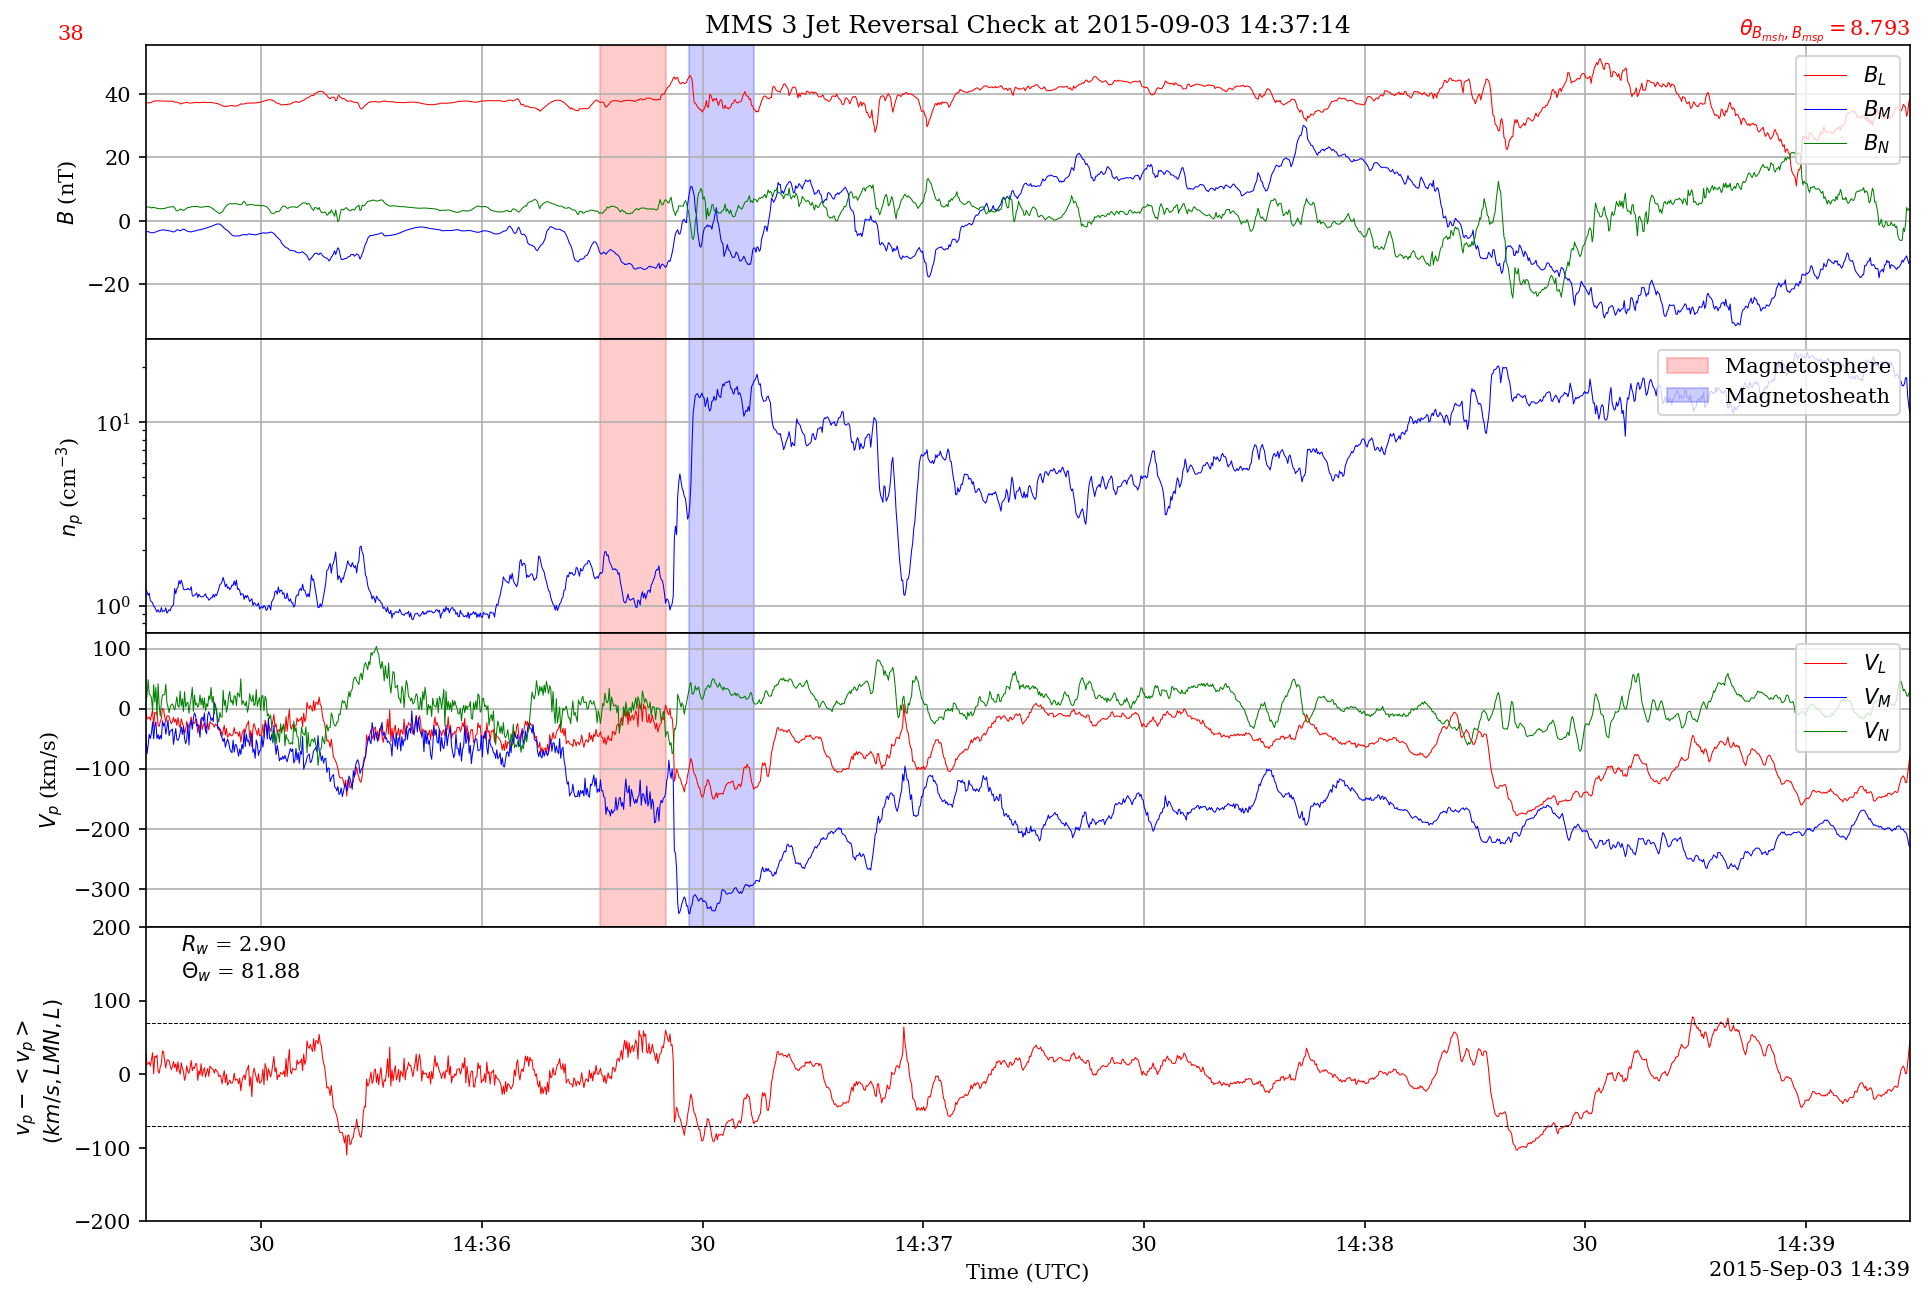 38
MMS 3 Jet Reversal Check at 2015-09-03 14:37:14
θ_{B_{msh}, B_{msp}} = 8.793
B (nT)
40
20
0
−20
B_L
B_M
B_N
n_p (cm^{−3})
10^1
10^0
Magnetosphere
Magnetosheath
V_p (km/s)
100
0
−100
−200
−300
V_L
V_M
V_N
v_p − < v_p >
(km/s, LMN, L)
200
100
0
−100
−200
R_w = 2.90
Θ_w = 81.88
30
14:36
30
14:37
30
14:38
30
14:39
Time (UTC)
2015-Sep-03 14:39